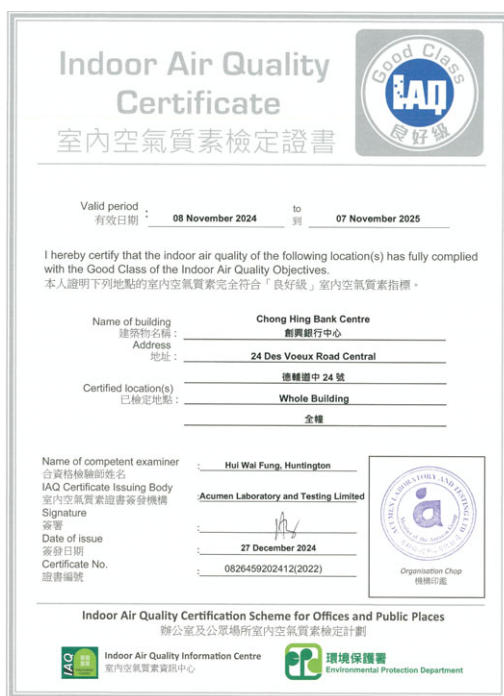 Indoor Air Quality
Certificate
室內空氣質素檢定證書
Good Class
IAQ
良好級
Valid period : 08 November 2024 to 07 November 2025
有效日期 到
I hereby certify that the indoor air quality of the following location(s) has fully complied
with the Good Class of the Indoor Air Quality Objectives.
本人證明下列地點的室內空氣質素完全符合「良好級」室內空氣質素指標。
Name of building Chong Hing Bank Centre
建築物名稱: 創興銀行中心
Address
地址: 24 Des Voeux Road Central
德輔道中 24 號
Certified location(s)
已檢定地點: Whole Building
全幢
Name of competent examiner : Hui Wai Fung, Huntington
合資格檢驗師姓名
IAQ Certificate Issuing Body
室內空氣質素證書簽發機構 : Acumen Laboratory and Testing Limited
Signature
簽署 :
Date of issue
簽發日期 : 27 December 2024
Certificate No.
證書編號 : 0826459202412(2022)
ACUMEN LABORATORY AND TESTING LTD
Organisation Chop
機構印鑑
Indoor Air Quality Certification Scheme for Offices and Public Places
辦公室及公眾場所室內空氣質素檢定計劃
IAQ
Indoor Air Quality Information Centre
室內空氣質素資訊中心
環境保護署
Environmental Protection Department